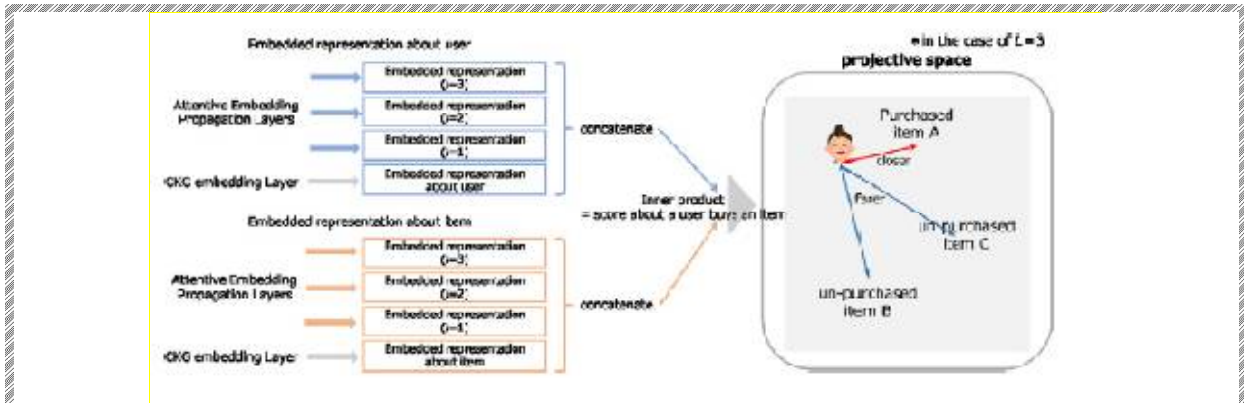 Embedded representation about user
Embedded representation
(l=3)
Embedded representation
(l=2)
Embedded representation
(l=1)
Embedded representation
about user
Attentive Embedding
Propagation Layers
CKG embedding Layer
concatenate
Embedded representation about item
Embedded representation
(l=3)
Embedded representation
(l=2)
Embedded representation
(l=1)
Embedded representation
about item
Attentive Embedding
Propagation Layers
CKG embedding Layer
concatenate
Inner product
= score about a user buys an item
in the case of L=3
projective space
Purchased
item A
closer
Farer
un-purchased
item C
un-purchased
item B